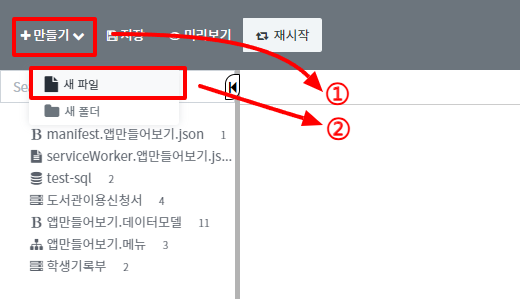 만들기 저장 미리보기 재시작
Se
새 파일
①
새 폴더
②
B manifest.앱만들어보기.json 1
serviceWorker.앱만들어보기.js...
test-sql 2
도서관이용신청서 4
B 앱만들어보기.데이터모델 11
앱만들어보기.메뉴 3
학생기록부 2